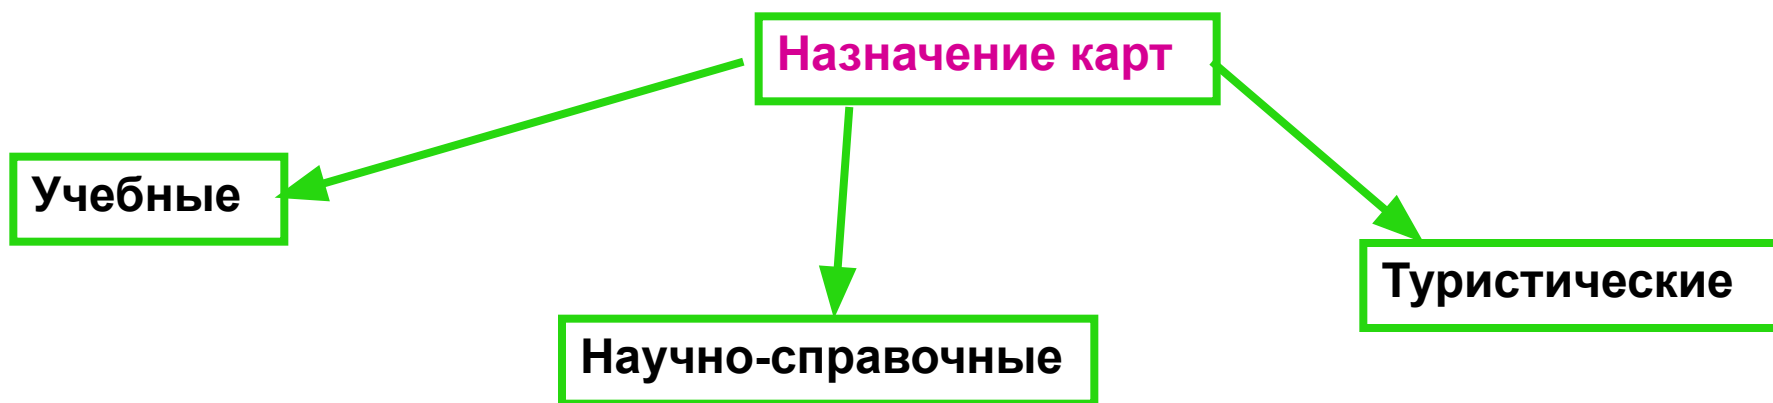 Назначение карт
Учебные
Туристические
Научно-справочные